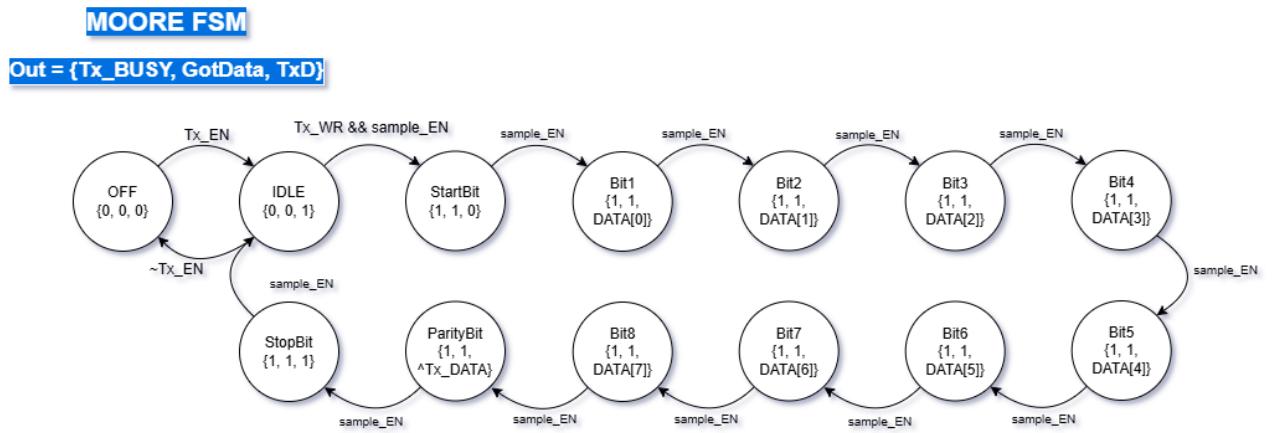 MOORE FSM
Out = {Tx_BUSY, GotData, TxD}
Tx_EN
Tx_WR && sample_EN
sample_EN
sample_EN
sample_EN
sample_EN
OFF
{0, 0, 0}
IDLE
{0, 0, 1}
StartBit
{1, 1, 0}
Bit1
{1, 1,
DATA[0]}
Bit2
{1, 1,
DATA[1]}
Bit3
{1, 1,
DATA[2]}
Bit4
{1, 1,
DATA[3]}
~Tx_EN
sample_EN
sample_EN
StopBit
{1, 1, 1}
ParityBit
{1, 1,
^Tx_DATA}
Bit8
{1, 1,
DATA[7]}
Bit7
{1, 1,
DATA[6]}
Bit6
{1, 1,
DATA[5]}
Bit5
{1, 1,
DATA[4]}
sample_EN
sample_EN
sample_EN
sample_EN
sample_EN